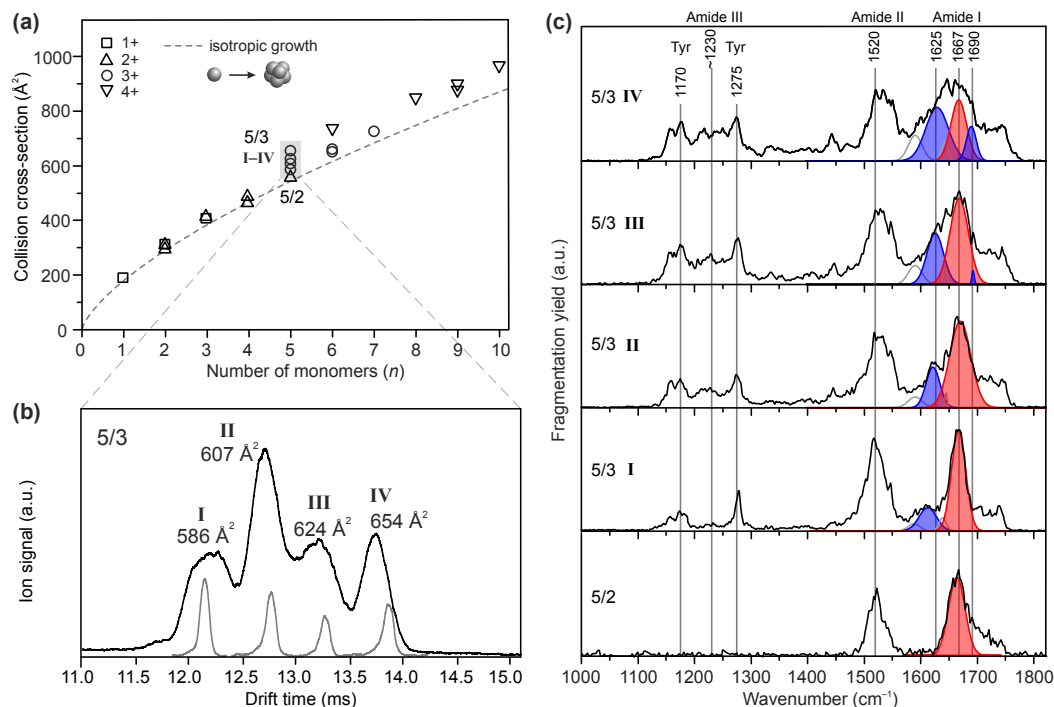 (a)
Collision cross-section (Å²)
1000
800
600
400
200
0
1+
2+
3+
4+
isotropic growth
5/3
I–IV
5/2
0 1 2 3 4 5 6 7 8 9 10
Number of monomers (n)
(b)
5/3
Ion signal (a.u.)
I
586 Å²
II
607 Å²
III
624 Å²
IV
654 Å²
11.0 11.5 12.0 12.5 13.0 13.5 14.0 14.5 15.0
Drift time (ms)
(c)
Amide III Amide II Amide I
Tyr Tyr
1170 ~1230 1275 1520 1625 1667 1690
5/3 IV
5/3 III
5/3 II
5/3 I
5/2
Fragmentation yield (a.u.)
1000 1100 1200 1300 1400 1500 1600 1700 1800
Wavenumber (cm⁻¹)